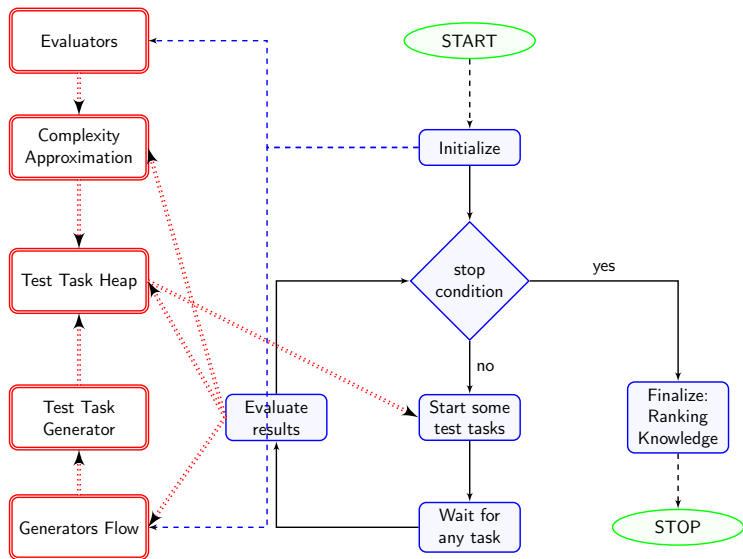 Evaluators
START
Complexity
Approximation
Initialize
Test Task Heap
stop
condition
yes
no
Test Task
Generator
Evaluate
results
Start some
test tasks
Finalize:
Ranking
Knowledge
Generators Flow
Wait for
any task
STOP